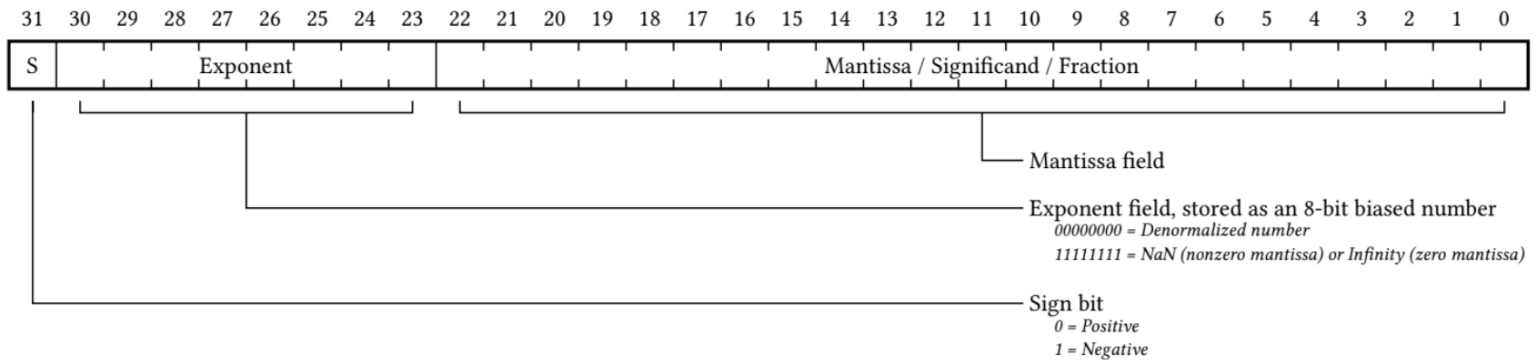 31 30 29 28 27 26 25 24 23 22 21 20 19 18 17 16 15 14 13 12 11 10 9 8 7 6 5 4 3 2 1 0
S Exponent Mantissa / Significand / Fraction
Mantissa field
Exponent field, stored as an 8-bit biased number
00000000 = Denormalized number
11111111 = NaN (nonzero mantissa) or Infinity (zero mantissa)
Sign bit
0 = Positive
1 = Negative